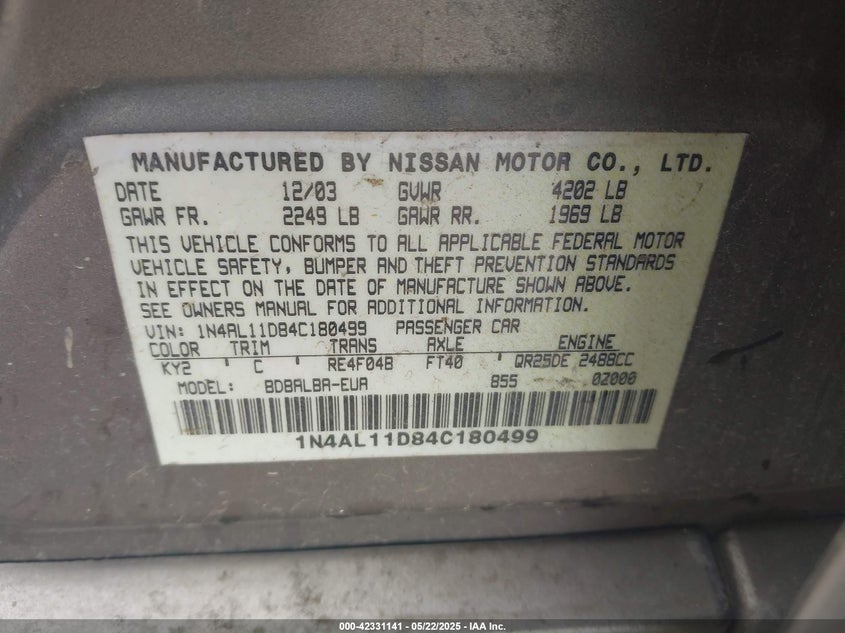 MANUFACTURED BY NISSAN MOTOR CO., LTD.
DATE 12/03 GVWR 4202 LB
GAWR FR. 2249 LB GAWR RR. 1969 LB
THIS VEHICLE CONFORMS TO ALL APPLICABLE FEDERAL MOTOR
VEHICLE SAFETY, BUMPER AND THEFT PREVENTION STANDARDS
IN EFFECT ON THE DATE OF MANUFACTURE SHOWN ABOVE.
SEE OWNERS MANUAL FOR ADDITIONAL INFORMATION.
VIN: 1N4AL11D84C180499 PASSENGER CAR
COLOR TRIM TRANS AXLE ENGINE
KY2 C RE4F04B FT40 QR25DE 2488CC
MODEL: BDBALBA-EUA 855 0Z000
1N4AL11D84C180499
000-42331141 - 05/22/2025 - IAA Inc.